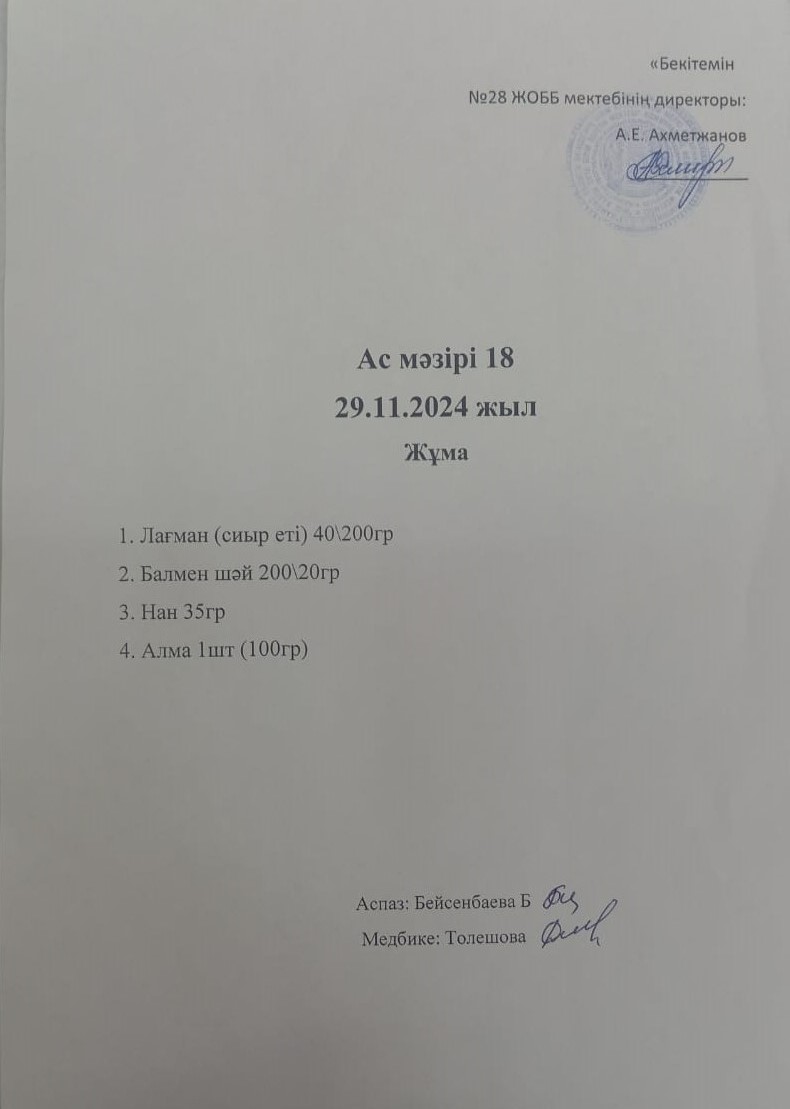 «Бекітемін
№28 ЖОББ мектебінің директоры:
А.Е. Ахметжанов
Ас мәзірі 18
29.11.2024 жыл
Жұма
1. Лағман (сиыр еті) 40\200гр
2. Балмен шәй 200\20гр
3. Нан 35гр
4. Алма 1шт (100гр)
Аспаз: Бейсенбаева Б
Медбике: Толешова